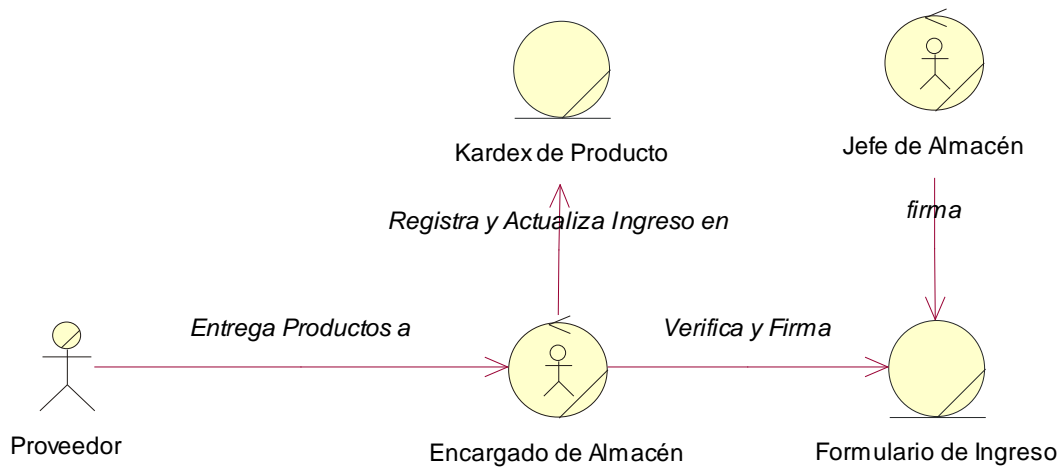 Kardex de Producto
Jefe de Almacén
Registra y Actualiza Ingreso en
firma
Entrega Productos a
Verifica y Firma
Proveedor
Encargado de Almacén
Formulario de Ingreso